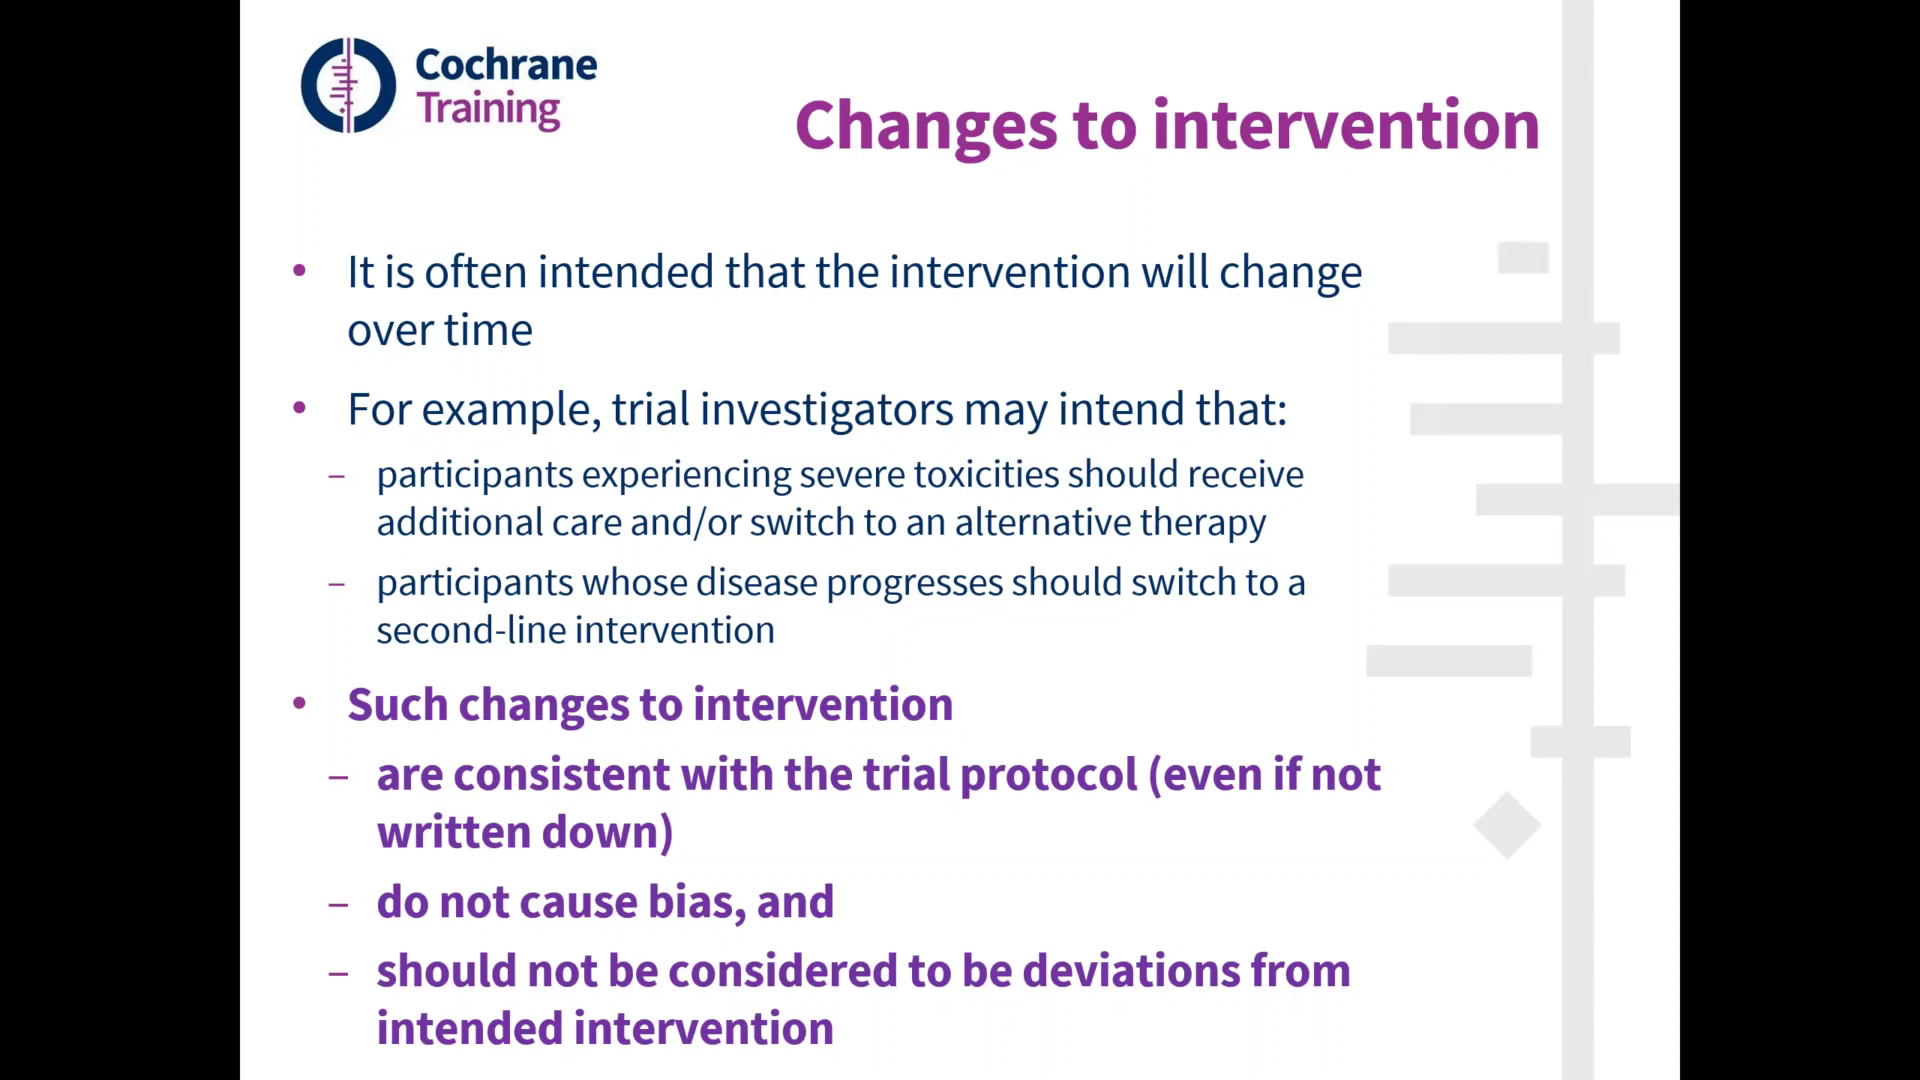 Cochrane
Training
Changes to intervention
• It is often intended that the intervention will change
over time
• For example, trial investigators may intend that:
– participants experiencing severe toxicities should receive
additional care and/or switch to an alternative therapy
– participants whose disease progresses should switch to a
second-line intervention
• Such changes to intervention
– are consistent with the trial protocol (even if not
written down)
– do not cause bias, and
– should not be considered to be deviations from
intended intervention